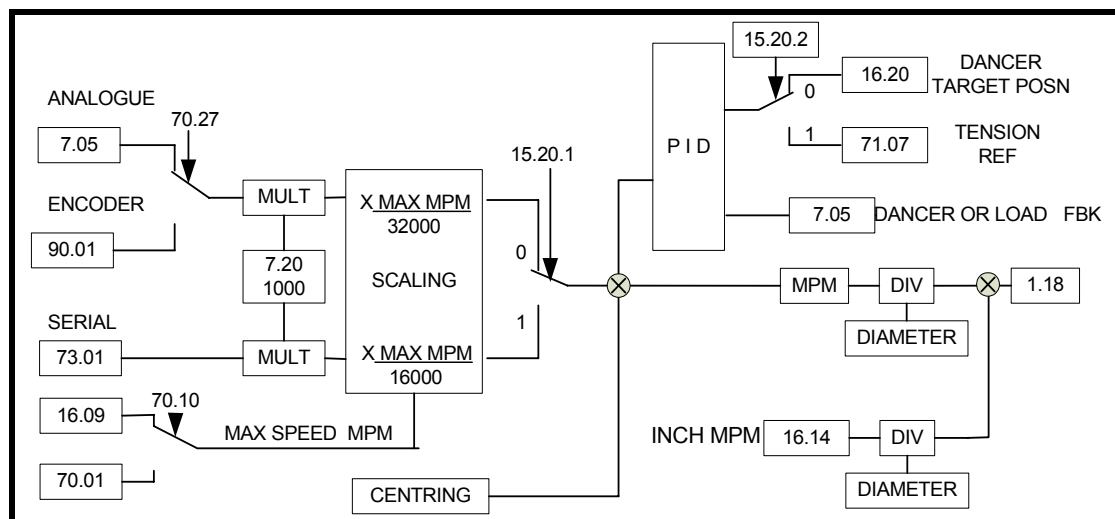 15.20.2
DANCER
TARGET POSN
16.20
0
ANALOGUE
70.27
7.05
P I D
1
71.07
TENSION
REF
15.20.1
MULT
X MAX MPM
32000
ENCODER
7.05
DANCER OR LOAD FBK
90.01
7.20
1000
SCALING
0
MPM
DIV
1.18
SERIAL
1
DIAMETER
73.01
MULT
X MAX MPM
16000
16.09
70.10
MAX SPEED MPM
INCH MPM
16.14
DIV
70.01
CENTRING
DIAMETER